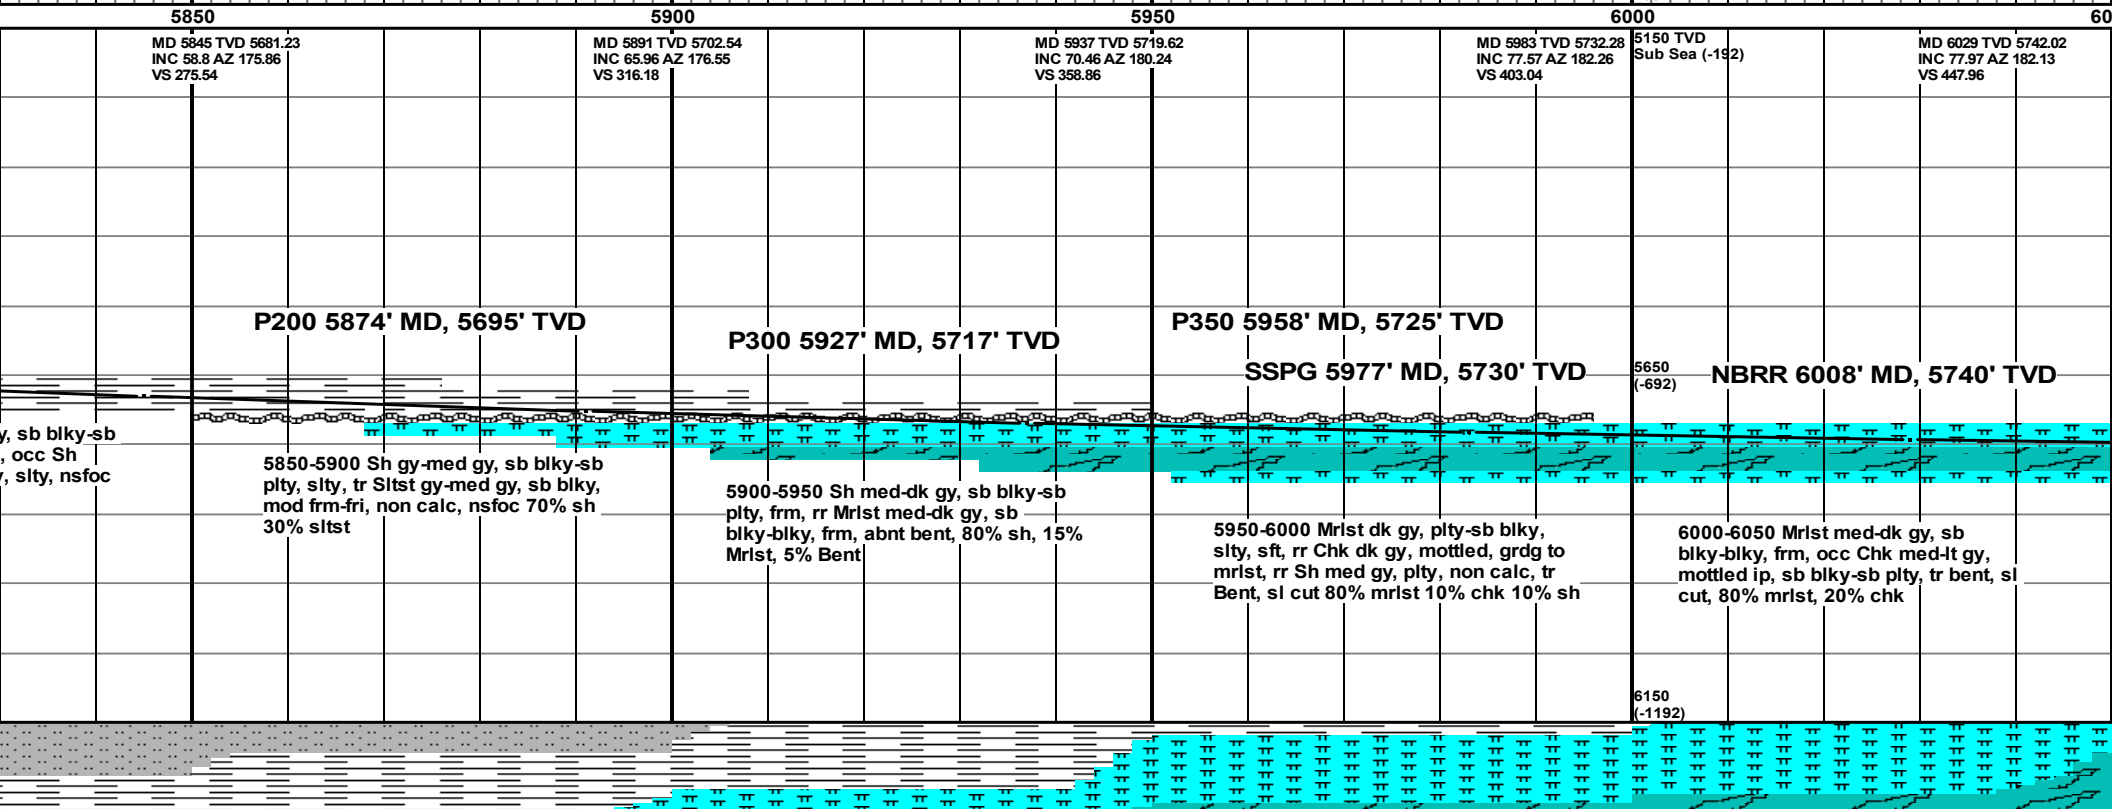 5850
5900
5950
6000
60
MD 5845 TVD 5681.23
INC 58.8 AZ 175.86
VS 275.54
MD 5891 TVD 5702.54
INC 65.96 AZ 176.55
VS 316.18
MD 5937 TVD 5719.62
INC 70.46 AZ 180.24
VS 358.86
MD 5983 TVD 5732.28
INC 77.57 AZ 182.26
VS 403.04
5150 TVD
Sub Sea (-192)
MD 6029 TVD 5742.02
INC 77.97 AZ 182.13
VS 447.96
P200 5874' MD, 5695' TVD
P300 5927' MD, 5717' TVD
P350 5958' MD, 5725' TVD
SSPG 5977' MD, 5730' TVD
5650
(-692)
NBRR 6008' MD, 5740' TVD
y, sb blky-sb
, occ Sh
y, slty, nsfoc
5850-5900 Sh gy-med gy, sb blky-sb
plty, slty, tr Sltst gy-med gy, sb blky,
mod frm-fri, non calc, nsfoc 70% sh
30% sltst
5900-5950 Sh med-dk gy, sb blky-sb
plty, frm, rr Mrlst med-dk gy, sb
blky-blky, frm, abnt bent, 80% sh, 15%
Mrlst, 5% Bent
5950-6000 Mrlst dk gy, plty-sb blky,
slty, sft, rr Chk dk gy, mottled, grdg to
mrlst, rr Sh med gy, plty, non calc, tr
Bent, sl cut 80% mrlst 10% chk 10% sh
6000-6050 Mrlst med-dk gy, sb
blky-blky, frm, occ Chk med-lt gy,
mottled ip, sb blky-sb plty, tr bent, sl
cut, 80% mrlst, 20% chk
6150
(-1192)